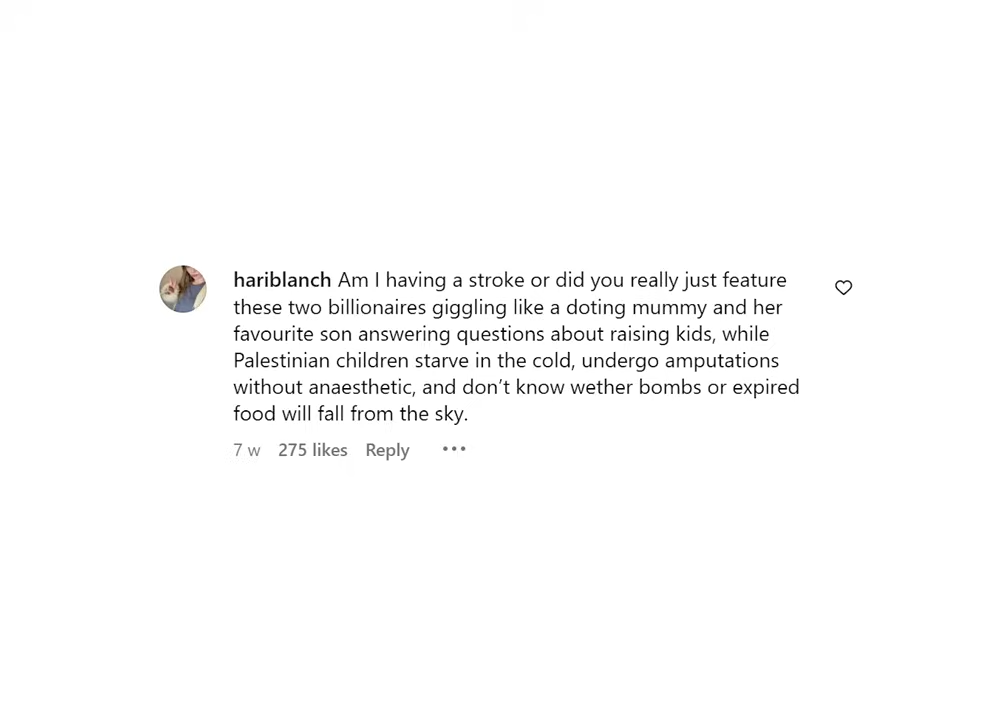 hariblanch Am I having a stroke or did you really just feature
these two billionaires giggling like a doting mummy and her
favourite son answering questions about raising kids, while
Palestinian children starve in the cold, undergo amputations
without anaesthetic, and don’t know wether bombs or expired
food will fall from the sky.
7 w 275 likes Reply •••